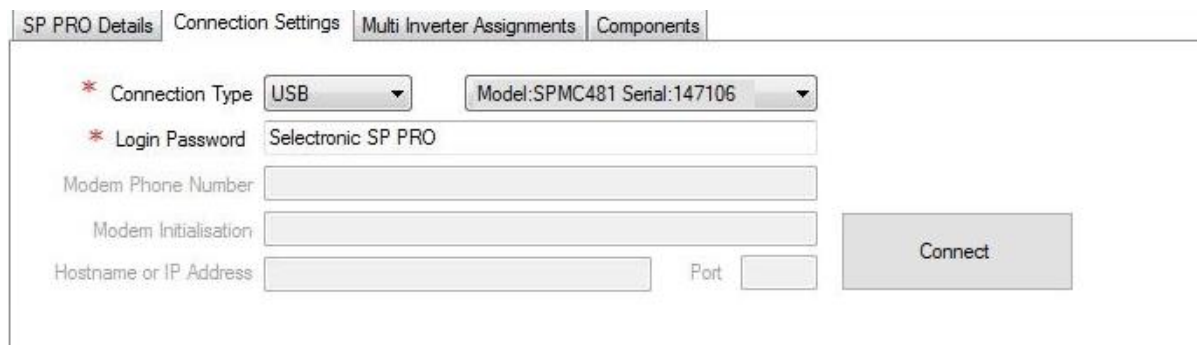 SP PRO Details Connection Settings Multi Inverter Assignments Components
* Connection Type USB Model:SPMC481 Serial:147106
* Login Password Selectronic SP PRO
Modem Phone Number
Modem Initialisation
Connect
Hostname or IP Address Port